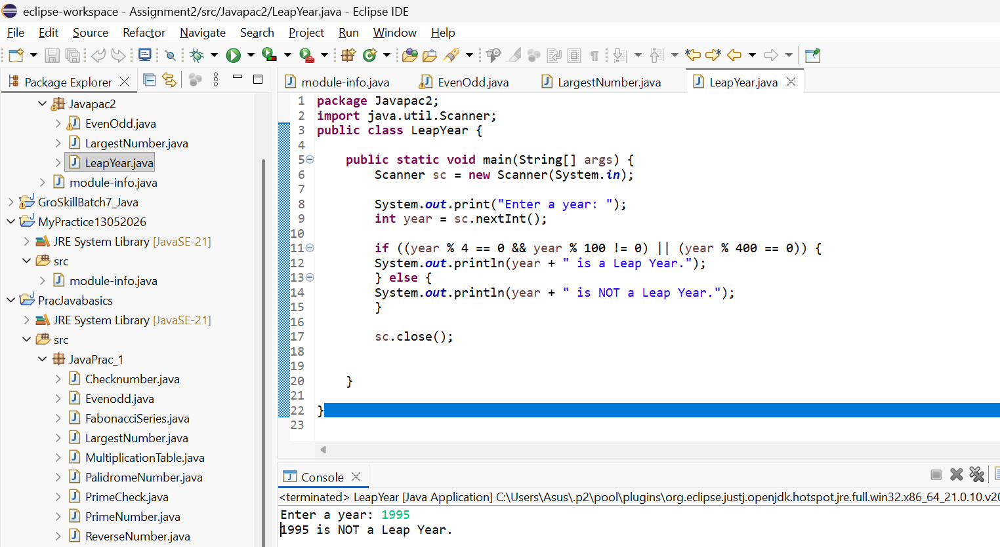 eclipse-workspace - Assignment2/src/Javapac2/LeapYear.java - Eclipse IDE
File Edit Source Refactor Navigate Search Project Run Window Help
Package Explorer
Javapac2
EvenOdd.java
LargestNumber.java
LeapYear.java
module-info.java
GroSkillBatch7_Java
MyPractice13052026
JRE System Library [JavaSE-21]
src
module-info.java
PracJavabasics
JRE System Library [JavaSE-21]
src
JavaPrac_1
Checknumber.java
Evenodd.java
FabonacciSeries.java
LargestNumber.java
MultiplicationTable.java
PalidromeNumber.java
PrimeCheck.java
PrimeNumber.java
ReverseNumber.java
module-info.java EvenOdd.java LargestNumber.java LeapYear.java
1 package Javapac2;
2 import java.util.Scanner;
3 public class LeapYear {
4
5 public static void main(String[] args) {
6 Scanner sc = new Scanner(System.in);
7
8 System.out.print("Enter a year: ");
9 int year = sc.nextInt();
10
11 if ((year % 4 == 0 && year % 100 != 0) || (year % 400 == 0)) {
12 System.out.println(year + " is a Leap Year.");
13 } else {
14 System.out.println(year + " is NOT a Leap Year.");
15 }
16
17 sc.close();
18
19
20 }
21
22 }
23
Console
<terminated> LeapYear [Java Application] C:\Users\Asus\.p2\pool\plugins\org.eclipse.justj.openjdk.hotspot.jre.full.win32.x86_64_21.0.10.v20
Enter a year: 1995
1995 is NOT a Leap Year.